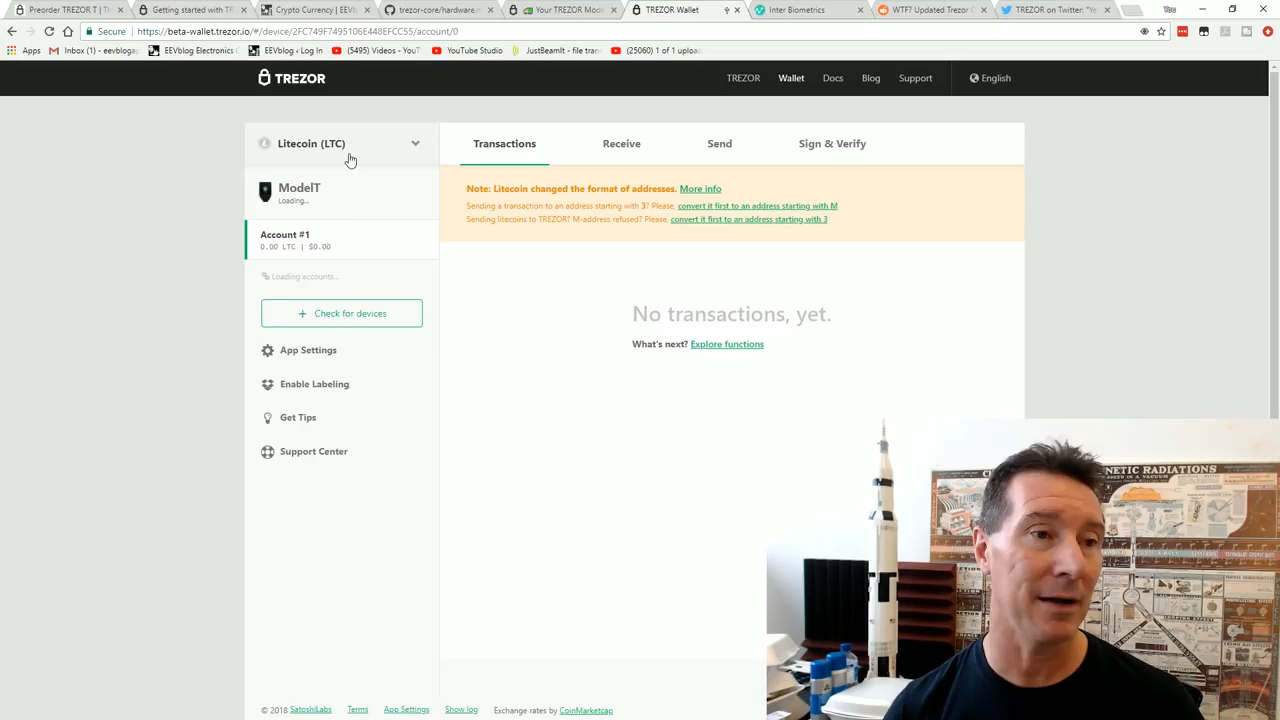 Preorder TREZOR T | Th
Getting started with TR
Crypto Currency | EEVbl
trezor-core/hardware.m
Your TREZOR Mode
TREZOR Wallet
Inter Biometrics
WTF? Updated Trezor C
TREZOR on Twitter: "Ye
You
Secure
https://beta-wallet.trezor.io/#/device/2FC749F7495106E448EFCC55/account/0
Apps
Inbox (1) - eevblogap
EEVblog Electronics C
EEVblog ‹ Log In
(5495) Videos - YouT
YouTube Studio
JustBeamIt - file tran
(25060) 1 of 1 upload
TREZOR
TREZOR
Wallet
Docs
Blog
Support
English
Litecoin (LTC)
Transactions
Receive
Send
Sign & Verify
ModelT
Loading...
Note: Litecoin changed the format of addresses. More info
Sending a transaction to an address starting with 3? Please, convert it first to an address starting with M
Sending litecoins to TREZOR? M-address refused? Please, convert it first to an address starting with 3
Account #1
0.00 LTC | $0.00
Loading accounts...
+ Check for devices
App Settings
Enable Labeling
Get Tips
Support Center
No transactions, yet.
What's next? Explore functions
NETIC RADIATIONS
© 2018 SatoshiLabs
Terms
App Settings
Show log
Exchange rates by CoinMarketcap